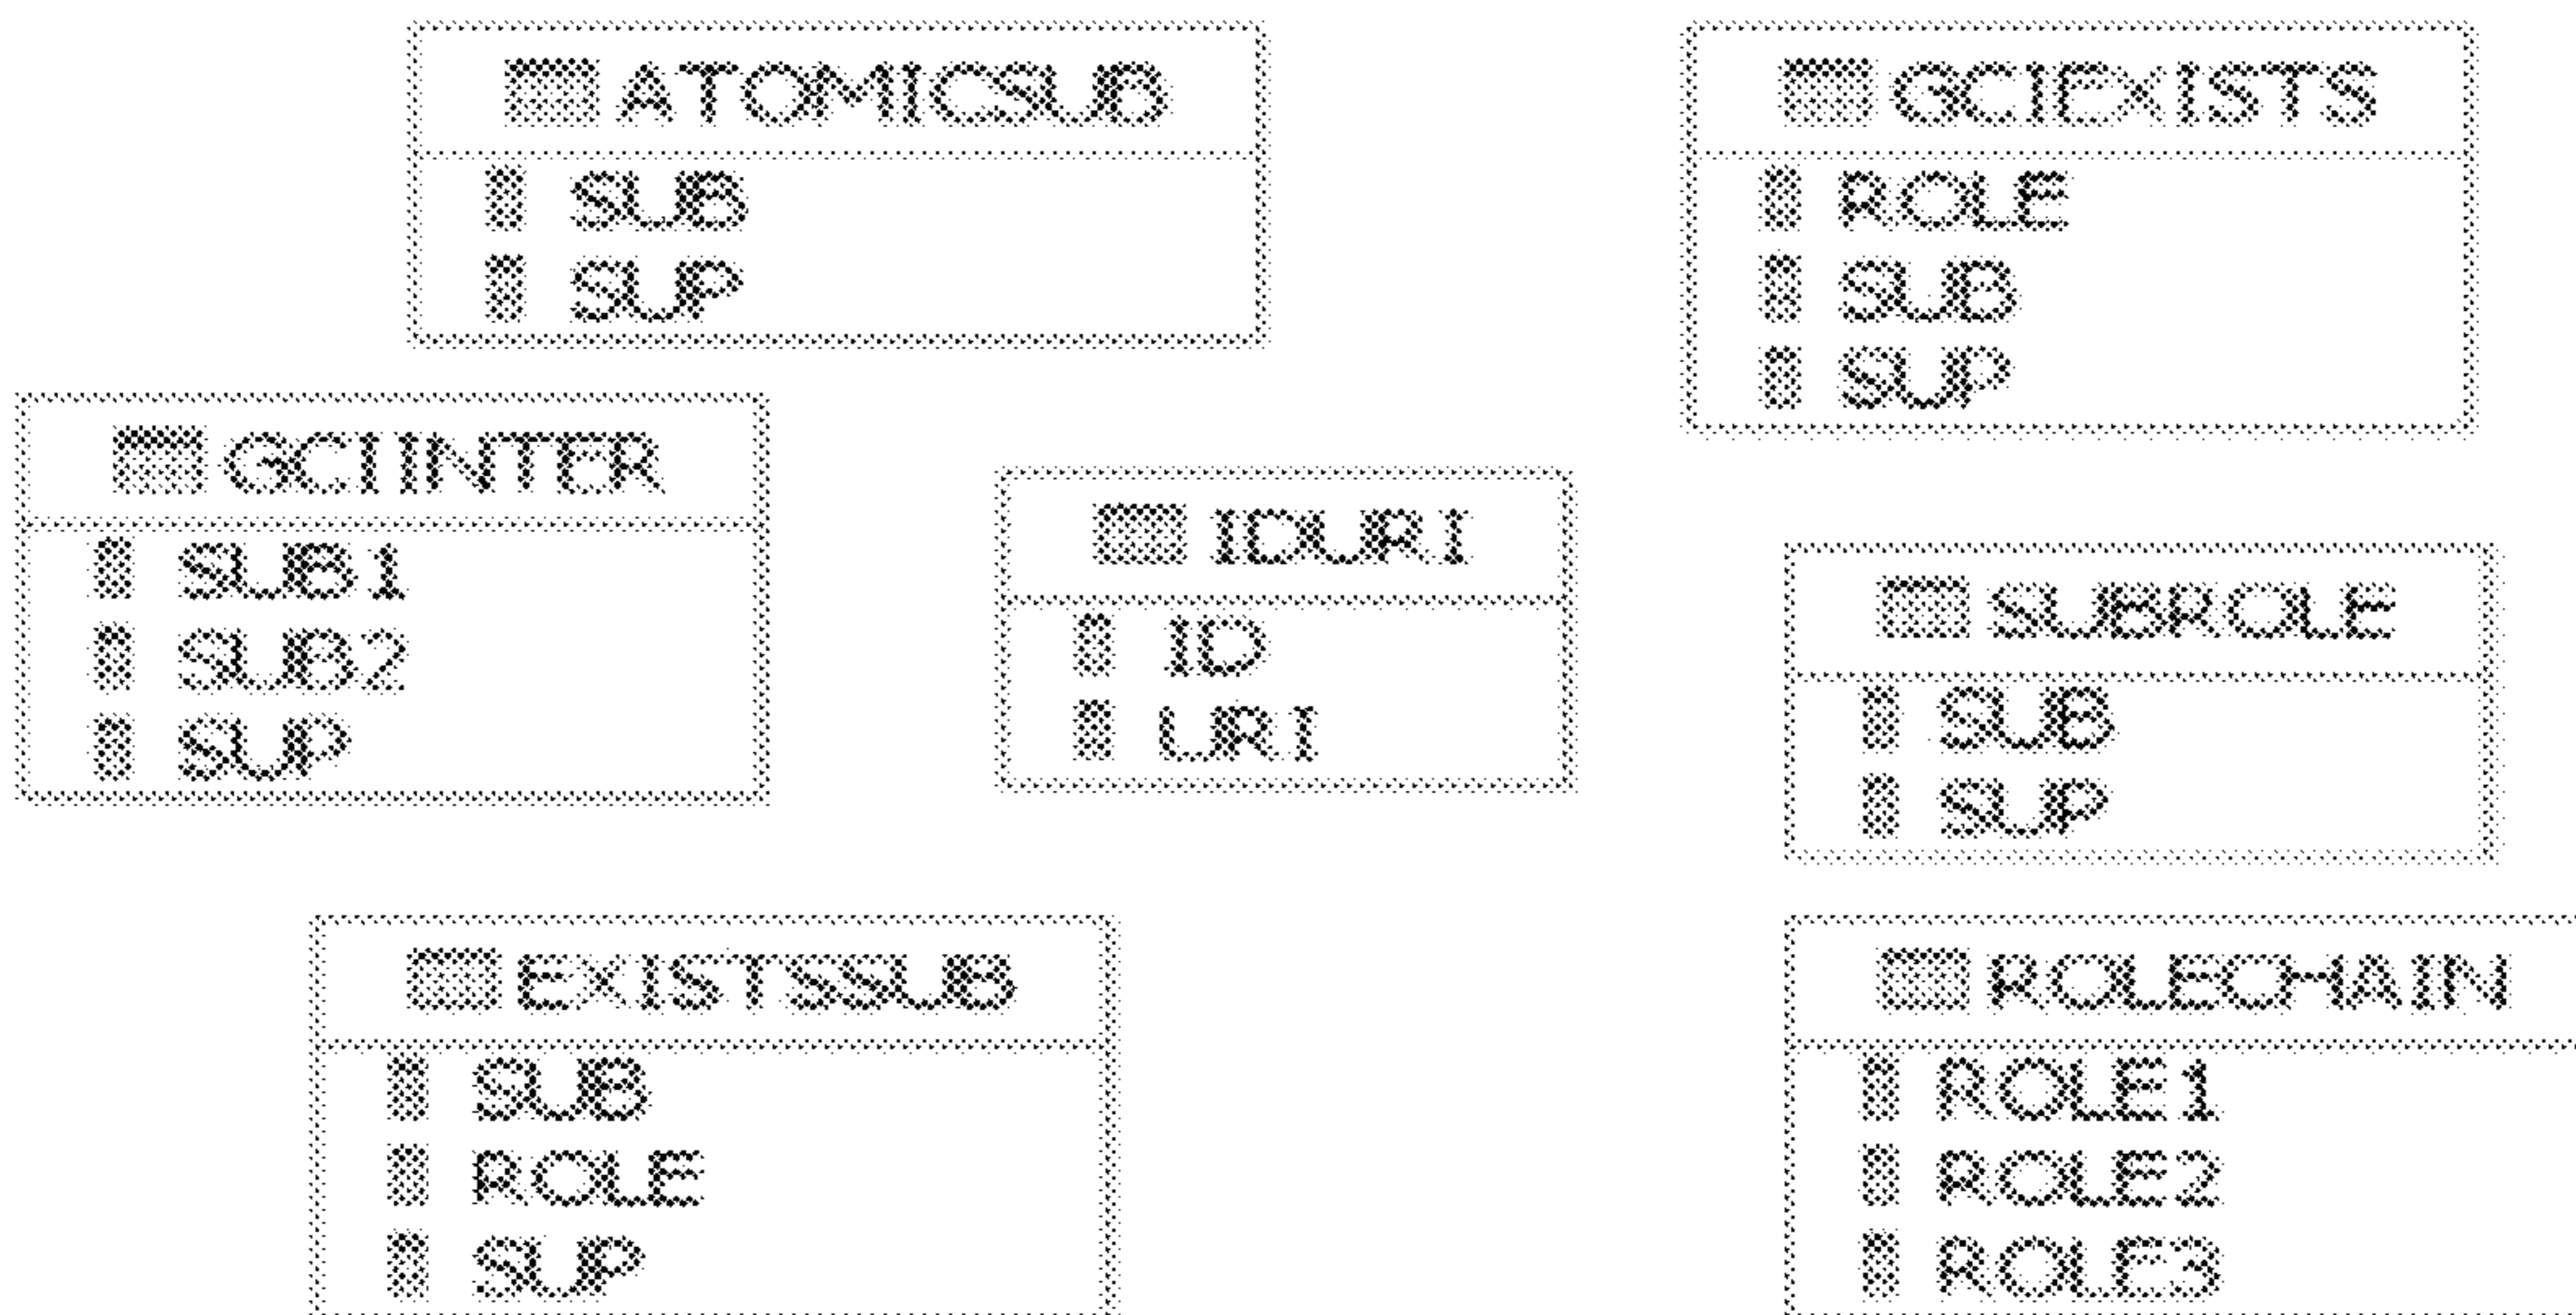 ATOMICSUB
SUB
SUP
GCIEXISTS
ROLE
SUB
SUP
GCIINTER
SUB1
SUB2
SUP
IDURI
ID
URI
SUBROLE
SUB
SUP
EXISTSSUB
SUB
ROLE
SUP
ROLECHAIN
ROLE1
ROLE2
ROLE3